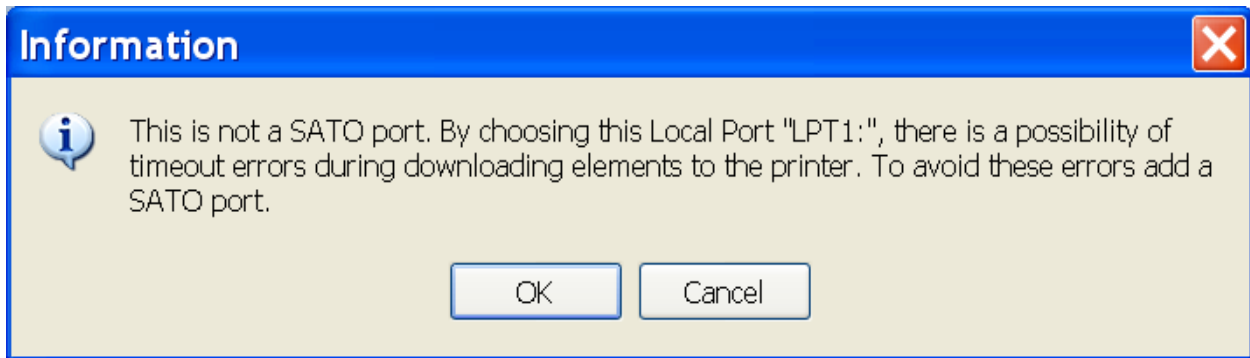 Information
This is not a SATO port. By choosing this Local Port "LPT1:", there is a possibility of
timeout errors during downloading elements to the printer. To avoid these errors add a
SATO port.
OK Cancel